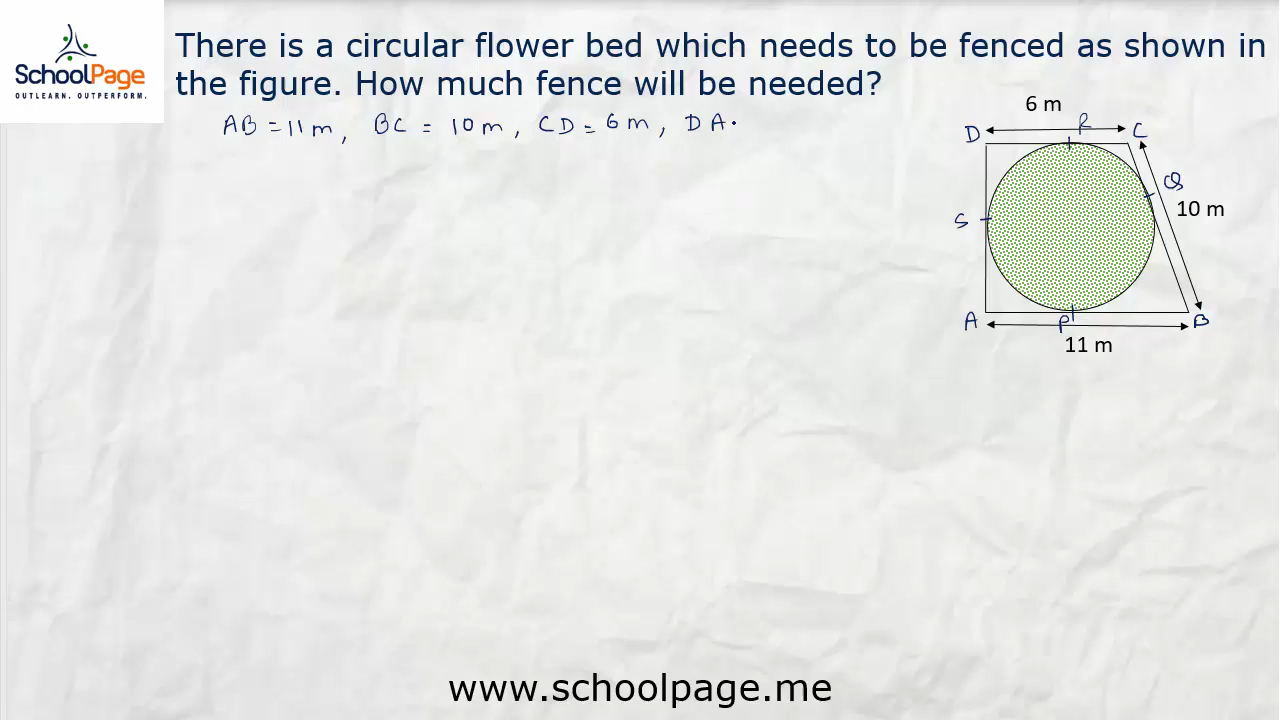 SchoolPage
OUTLEARN. OUTPERFORM.
There is a circular flower bed which needs to be fenced as shown in
the figure. How much fence will be needed?
AB = 11 m, BC = 10 m, CD = 6 m, DA
6 m
D
R
C
Q
10 m
S
A
P
B
11 m
www.schoolpage.me